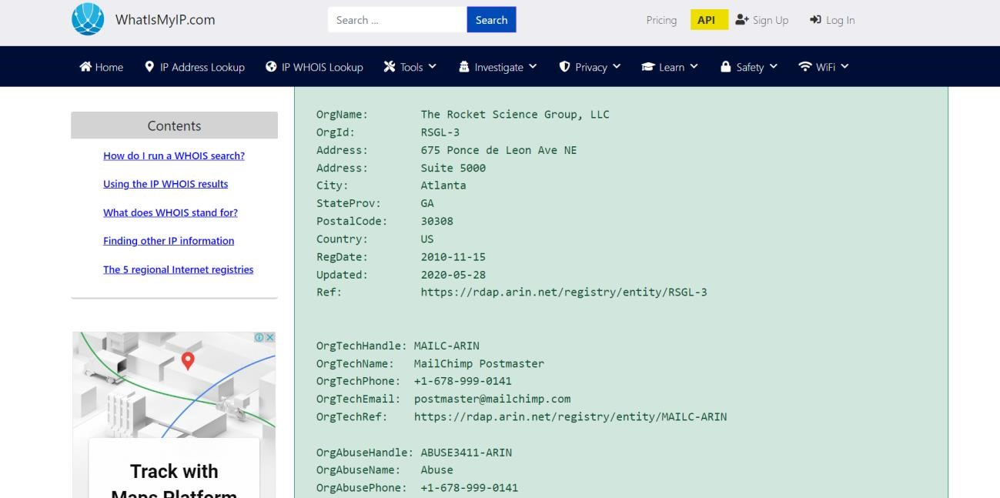 WhatIsMyIP.com
Search ...
Search
Pricing
API
Sign Up
Log In
Home
IP Address Lookup
IP WHOIS Lookup
Tools
Investigate
Privacy
Learn
Safety
WiFi
Contents
How do I run a WHOIS search?
Using the IP WHOIS results
What does WHOIS stand for?
Finding other IP information
The 5 regional Internet registries
Track with
Maps Platform
OrgName: The Rocket Science Group, LLC
OrgId: RSGL-3
Address: 675 Ponce de Leon Ave NE
Address: Suite 5000
City: Atlanta
StateProv: GA
PostalCode: 30308
Country: US
RegDate: 2010-11-15
Updated: 2020-05-28
Ref: https://rdap.arin.net/registry/entity/RSGL-3
OrgTechHandle: MAILC-ARIN
OrgTechName: MailChimp Postmaster
OrgTechPhone: +1-678-999-0141
OrgTechEmail: postmaster@mailchimp.com
OrgTechRef: https://rdap.arin.net/registry/entity/MAILC-ARIN
OrgAbuseHandle: ABUSE3411-ARIN
OrgAbuseName: Abuse
OrgAbusePhone: +1-678-999-0141